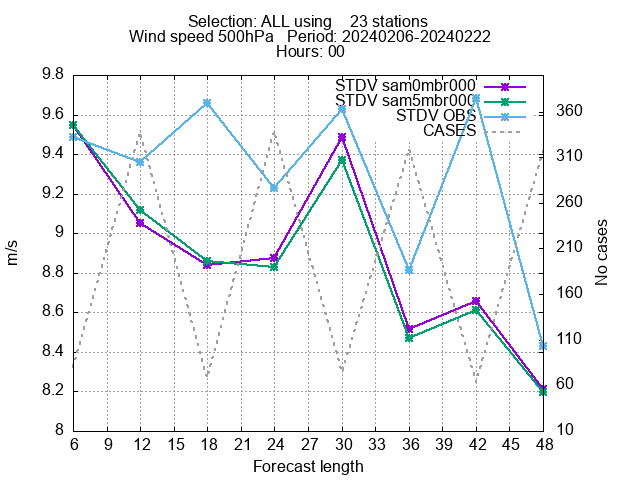 Selection: ALL using 23 stations
Wind speed 500hPa Period: 20240206-20240222
Hours: 00
STDV sam0mbr000
STDV sam5mbr000
STDV OBS
CASES
9.8
9.6
9.4
9.2
9
8.8
8.6
8.4
8.2
8
m/s
360
310
260
210
160
110
60
10
No cases
6 12 18 24 27 30 33 36 39 42 45 48
Forecast length